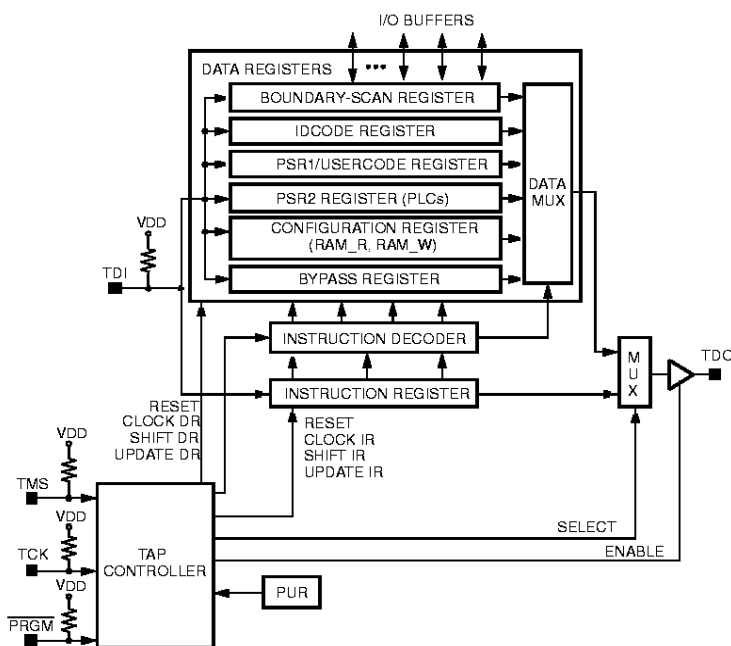 I/O BUFFERS
DATA REGISTERS
BOUNDARY-SCAN REGISTER
IDCODE REGISTER
PSR1/USERCODE REGISTER
PSR2 REGISTER (PLCs)
CONFIGURATION REGISTER
(RAM_R, RAM_W)
BYPASS REGISTER
DATA
MUX
VDD
TDI
INSTRUCTION DECODER
INSTRUCTION REGISTER
M
U
X
TDO
RESET
CLOCK DR
SHIFT DR
UPDATE DR
RESET
CLOCK IR
SHIFT IR
UPDATE IR
VDD
TMS
VDD
TCK
VDD
PRGM
TAP
CONTROLLER
SELECT
ENABLE
PUR